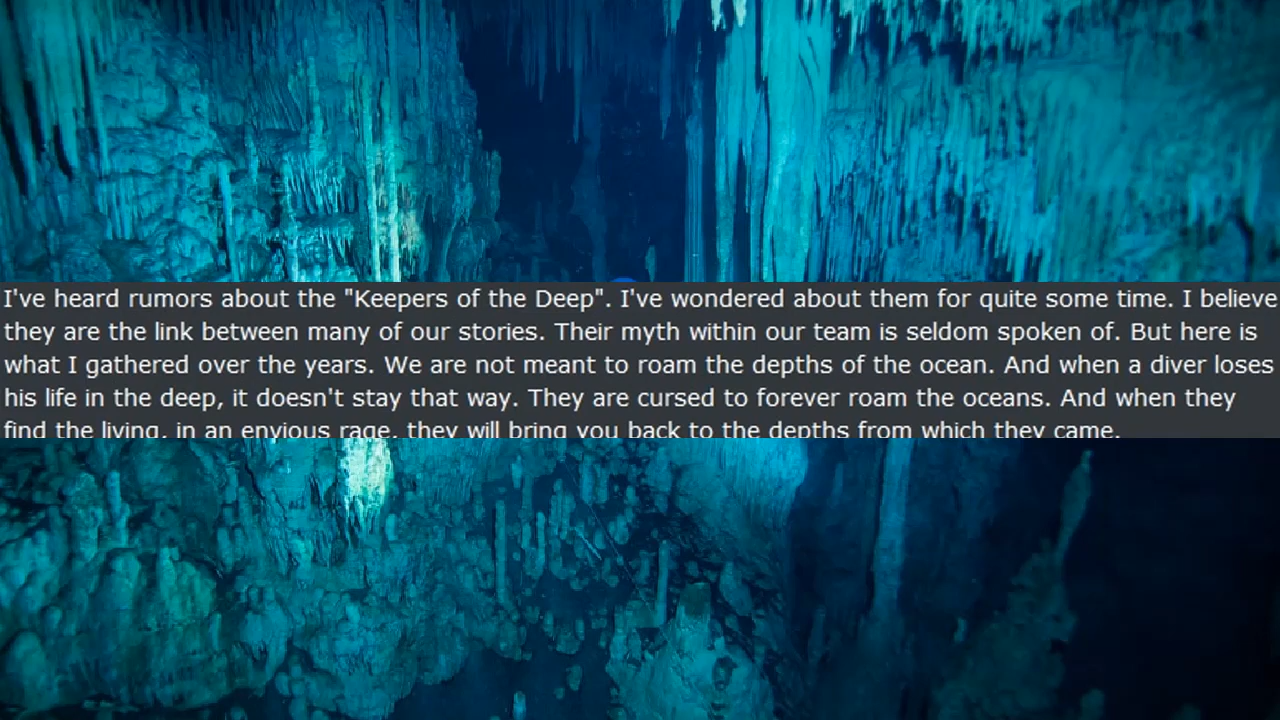 I've heard rumors about the "Keepers of the Deep". I've wondered about them for quite some time. I believe
they are the link between many of our stories. Their myth within our team is seldom spoken of. But here is
what I gathered over the years. We are not meant to roam the depths of the ocean. And when a diver loses
his life in the deep, it doesn't stay that way. They are cursed to forever roam the oceans. And when they
find the living, in an envious rage, they will bring you back to the depths from which they came.